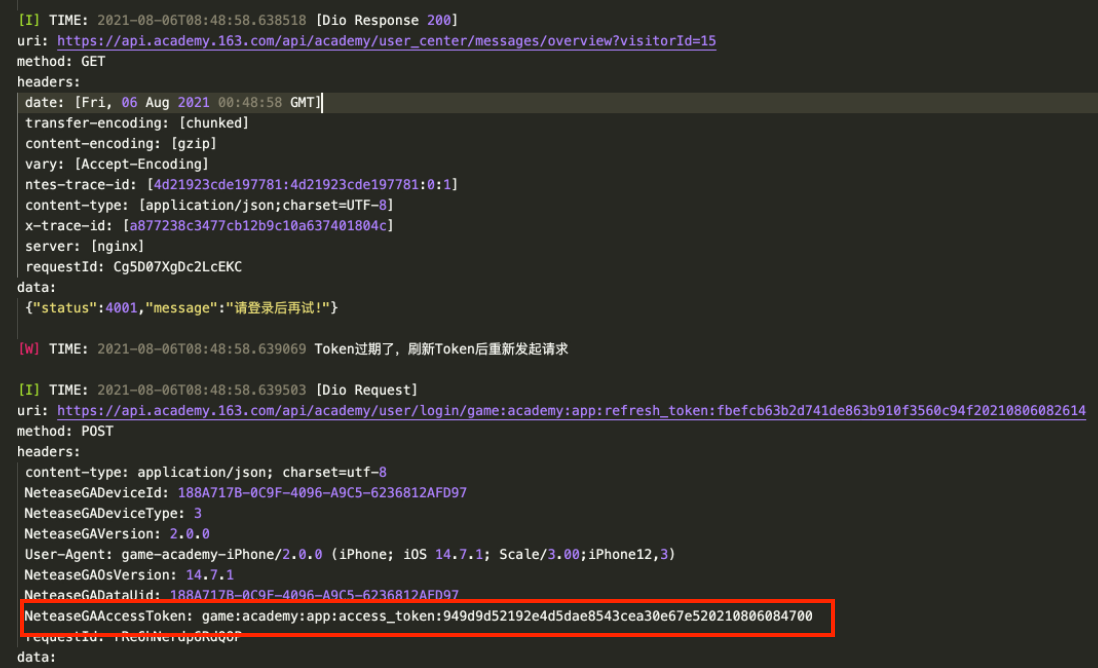 [I] TIME: 2021-08-06T08:48:58.638518 [Dio Response 200]
uri: https://api.academy.163.com/api/academy/user_center/messages/overview?visitorId=15
method: GET
headers:
date: [Fri, 06 Aug 2021 00:48:58 GMT]
transfer-encoding: [chunked]
content-encoding: [gzip]
vary: [Accept-Encoding]
ntes-trace-id: [4d21923cde197781:4d21923cde197781:0:1]
content-type: [application/json;charset=UTF-8]
x-trace-id: [a877238c3477cb12b9c10a637401804c]
server: [nginx]
requestId: Cg5D07XgDc2LcEKC
data:
{"status":4001,"message":"请登录后再试!"}
[W] TIME: 2021-08-06T08:48:58.639069 Token过期了，刷新Token后重新发起请求
[I] TIME: 2021-08-06T08:48:58.639503 [Dio Request]
uri: https://api.academy.163.com/api/academy/user/login/game:academy:app:refresh_token:fbefcb63b2d741de863b910f3560c94f20210806082614
method: POST
headers:
content-type: application/json; charset=utf-8
NeteaseGADeviceId: 188A717B-0C9F-4096-A9C5-6236812AFD97
NeteaseGADeviceType: 3
NeteaseGAVersion: 2.0.0
User-Agent: game-academy-iPhone/2.0.0 (iPhone; iOS 14.7.1; Scale/3.00;iPhone12,3)
NeteaseGAOsVersion: 14.7.1
NeteaseGADataUid: 188A717B-0C9F-4096-A9C5-6236812AFD97
NeteaseGAAccessToken: game:academy:app:access_token:949d9d52192e4d5dae8543cea30e67e520210806084700
requestId:
data: